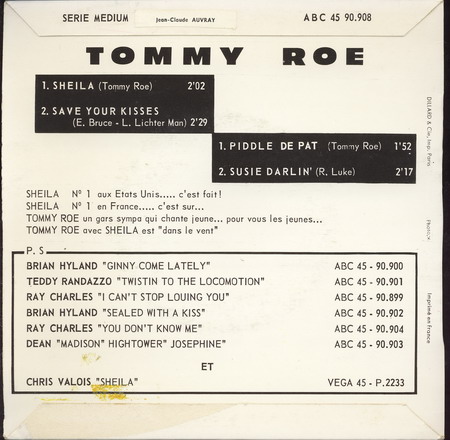 SERIE MEDIUM Jean-Claude AUVRAY ABC 45 90.908
TOMMY ROE
1. SHEILA (Tommy Roe) 2'02
2. SAVE YOUR KISSES
(E. Bruce - L. Lichter Man) 2'29
1. PIDDLE DE PAT (Tommy Roe) 1'52
2. SUSIE DARLIN' (R. Luke) 2'17
SHEILA Nº 1 aux Etats Unis..... c'est fait!
SHEILA Nº 1 en France..... c'est sur...
TOMMY ROE un gars sympa qui chante jeune... pour vous les jeunes...
TOMMY ROE avec SHEILA est "dans le vent"
P. S
BRIAN HYLAND "GINNY COME LATELY" ABC 45 - 90.900
TEDDY RANDAZZO "TWISTIN TO THE LOCOMOTION" ABC 45 - 90.901
RAY CHARLES "I CAN'T STOP LOUING YOU" ABC 45 - 90.899
BRIAN HYLAND "SEALED WITH A KISS" ABC 45 - 90.902
RAY CHARLES "YOU DON'T KNOW ME" ABC 45 - 90.904
DEAN "MADISON" HIGHTOWER" JOSEPHINE" ABC 45 - 90.903
ET
CHRIS VALOIS "SHEILA" VEGA 45 - P.2233
DILLARD & Cie, Imp. Paris
Imprimé en France